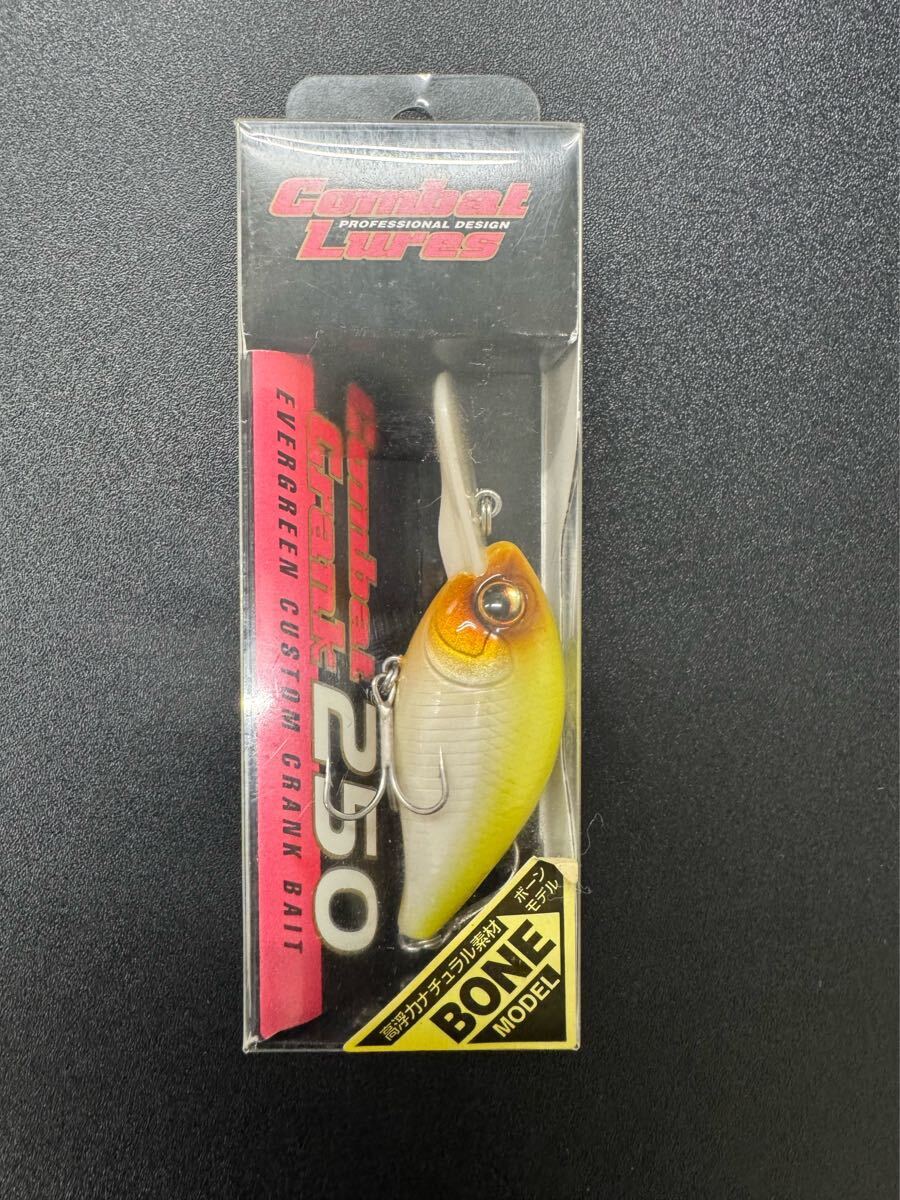 Combat
PROFESSIONAL DESIGN
Lures
EVERGREEN CUSTOM CRANK BAIT
Combat
Crank 250
高浮力ナチュラル素材
ボーン
モデル
BONE
MODEL